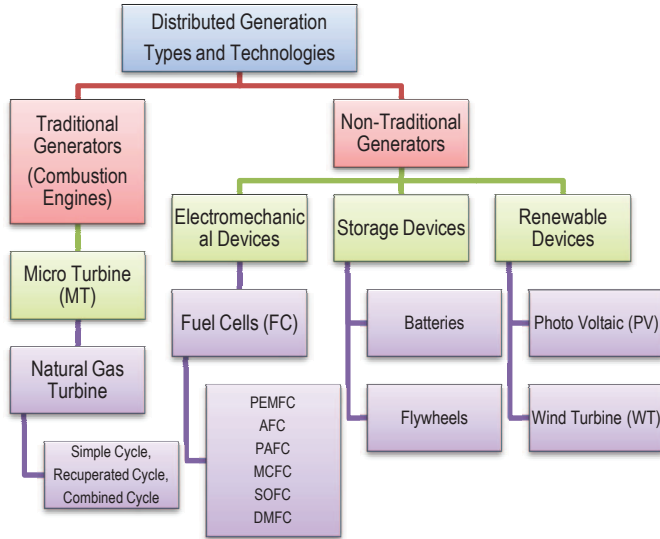 Distributed Generation
Types and Technologies
Traditional
Generators
(Combustion
Engines)
Non-Traditional
Generators
Micro Turbine
(MT)
Natural Gas
Turbine
Simple Cycle,
Recuperated Cycle,
Combined Cycle
Electromechanic
al Devices
Fuel Cells (FC)
PEMFC
AFC
PAFC
MCFC
SOFC
DMFC
Storage Devices
Batteries
Flywheels
Renewable
Devices
Photo Voltaic (PV)
Wind Turbine (WT)